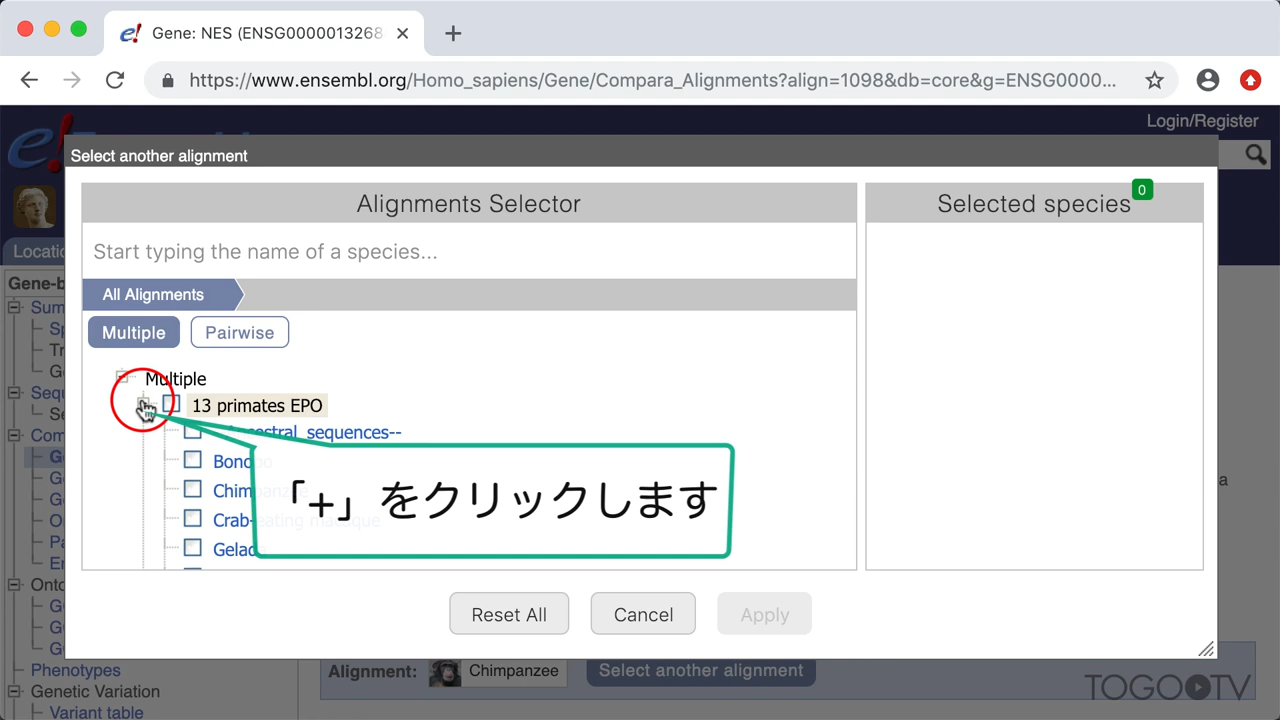 Gene: NES (ENSG0000013268
https://www.ensembl.org/Homo_sapiens/Gene/Compara_Alignments?align=1098&db=core&g=ENSG0000...
Login/Register
Select another alignment
Alignments Selector
Selected species 0
Start typing the name of a species...
All Alignments
Multiple Pairwise
Multiple
13 primates EPO
Bonobo
Chimpanzee
Crab-eating macaque
「+」をクリックします
Reset All
Cancel
Apply
Alignment:
Chimpanzee
Select another alignment
Phenotypes
Genetic Variation
Variant table
TOGO TV